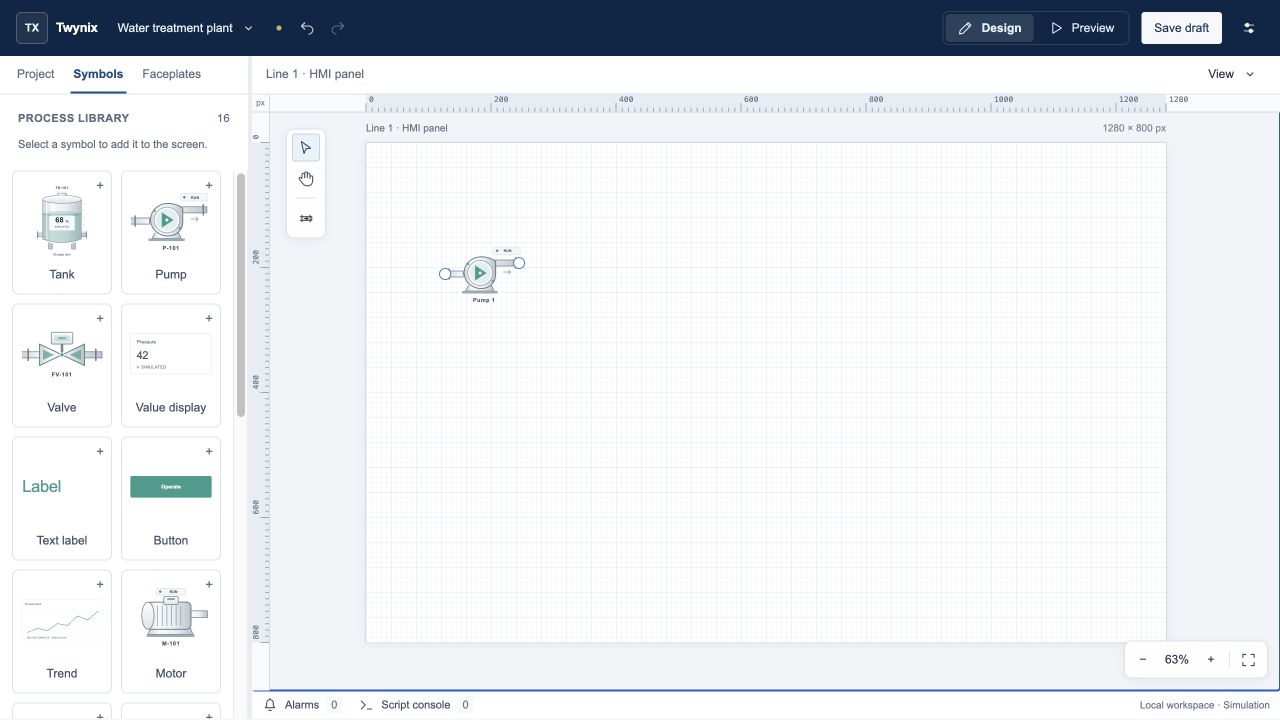 TX Twynix Water treatment plant Design Preview Save draft
Project Symbols Faceplates
Line 1 · HMI panel View
px 0 200 400 600 800 1000 1200 1280
PROCESS LIBRARY 16
Select a symbol to add it to the screen.
Line 1 · HMI panel 1280 × 800 px
0
200
400
600
800
68 %
Tank
RUN
P-101
Pump
FV-101
Valve
Pressure
42
SIMULATED
Value display
Label
Text label
Operate
Button
Trend
RUN
M-101
Motor
RUN
Pump 1
63%
Alarms 0 Script console 0 Local workspace · Simulation